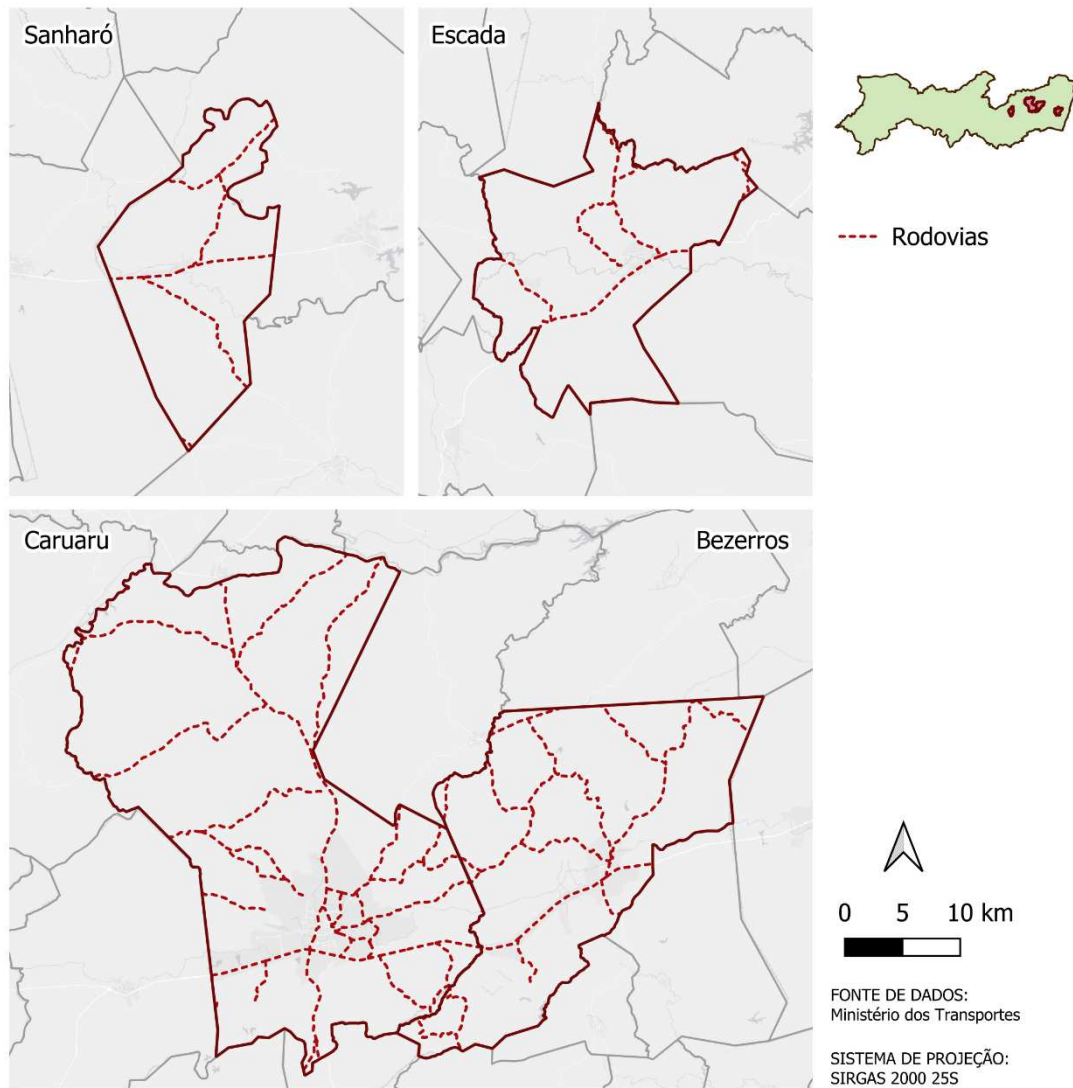 Sanharó
Escada
Rodovias
Caruaru
Bezerros
0 5 10 km
FONTE DE DADOS:
Ministério dos Transportes
SISTEMA DE PROJEÇÃO:
SIRGAS 2000 25S